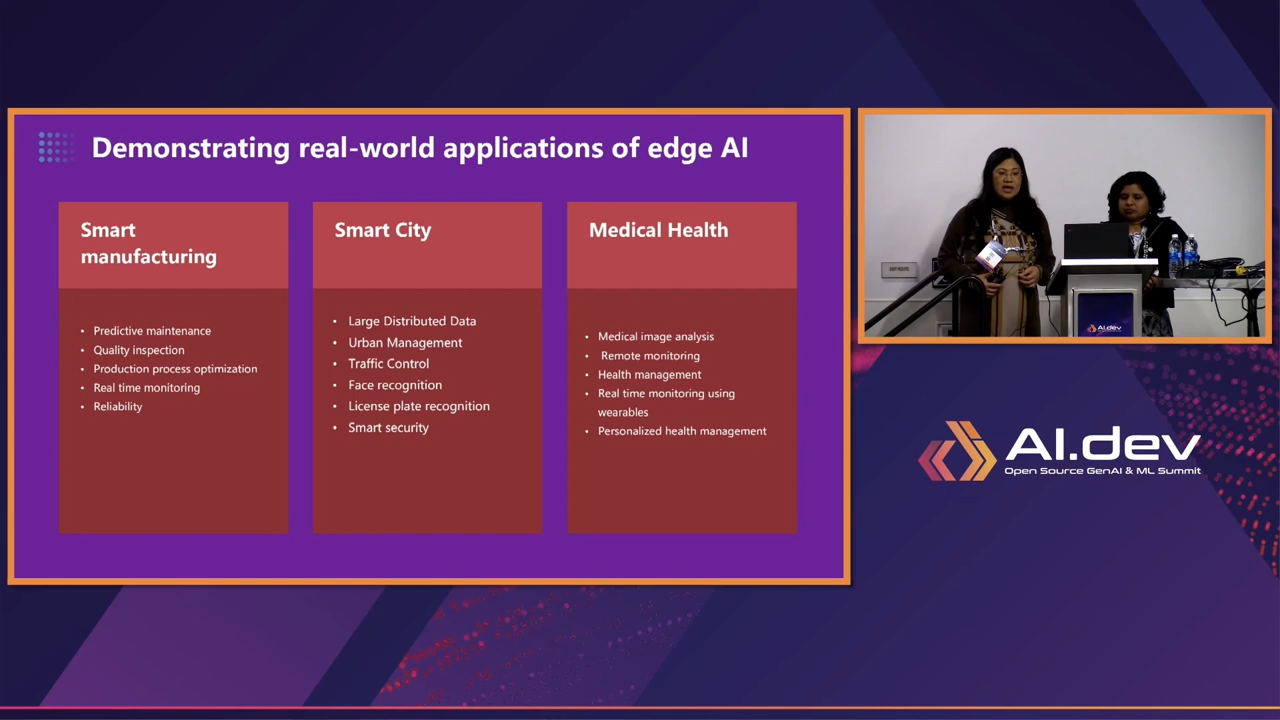 Demonstrating real-world applications of edge AI
Smart
manufacturing
• Predictive maintenance
• Quality inspection
• Production process optimization
• Real time monitoring
• Reliability
Smart City
• Large Distributed Data
• Urban Management
• Traffic Control
• Face recognition
• License plate recognition
• Smart security
Medical Health
• Medical image analysis
• Remote monitoring
• Health management
• Real time monitoring using
wearables
• Personalized health management
AI.dev
AI.dev
Open Source GenAI & ML Summit